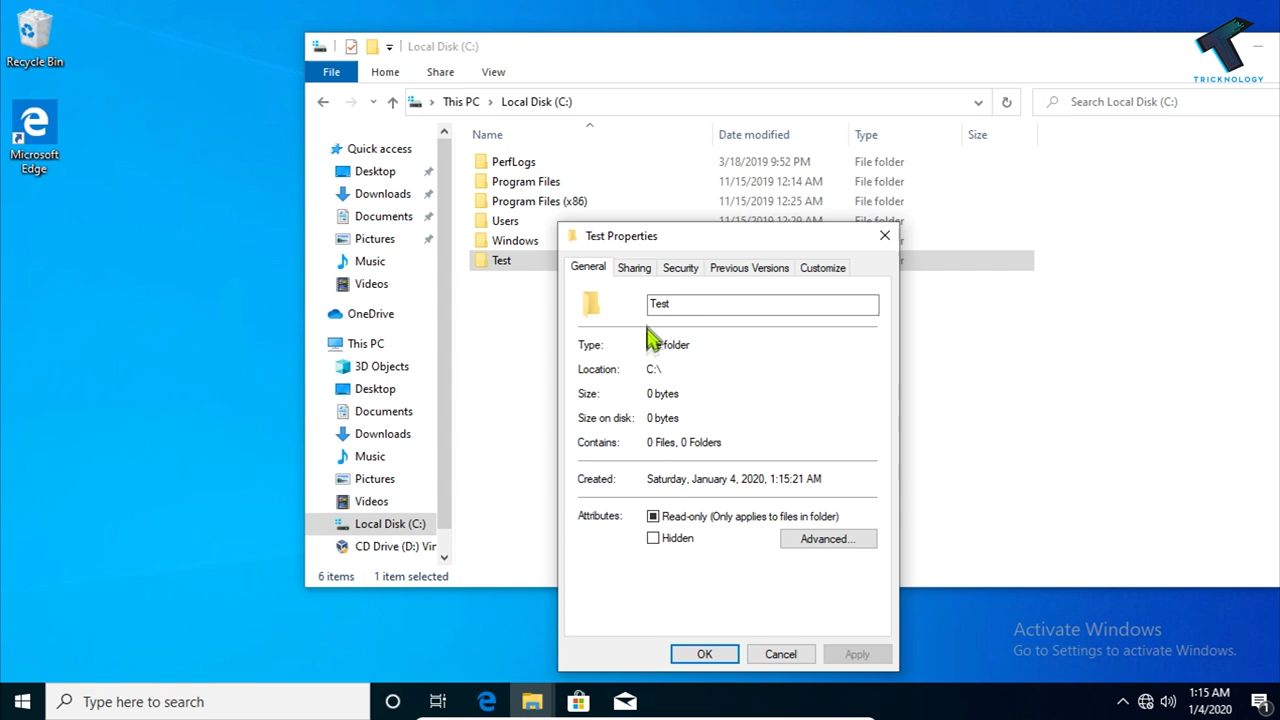 Recycle Bin
Microsoft
Edge
Local Disk (C:)
TRICKNOLOGY
File Home Share View
This PC Local Disk (C:)
Search Local Disk (C:)
Name Date modified Type Size
PerfLogs 3/18/2019 9:52 PM File folder
Program Files 11/15/2019 12:14 AM File folder
Program Files (x86) 11/15/2019 12:25 AM File folder
Users 11/15/2019 12:29 AM File folder
Windows
Test
Quick access
Desktop
Downloads
Documents
Pictures
Music
Videos
OneDrive
This PC
3D Objects
Desktop
Documents
Downloads
Music
Pictures
Videos
Local Disk (C:)
CD Drive (D:) Vir
6 items 1 item selected
Test Properties
General Sharing Security Previous Versions Customize
Test
Type: folder
Location: C:\
Size: 0 bytes
Size on disk: 0 bytes
Contains: 0 Files, 0 Folders
Created: Saturday, January 4, 2020, 1:15:21 AM
Attributes: Read-only (Only applies to files in folder)
Hidden Advanced...
OK Cancel Apply
Activate Windows
Go to Settings to activate Windows.
Type here to search
1:15 AM
1/4/2020
1